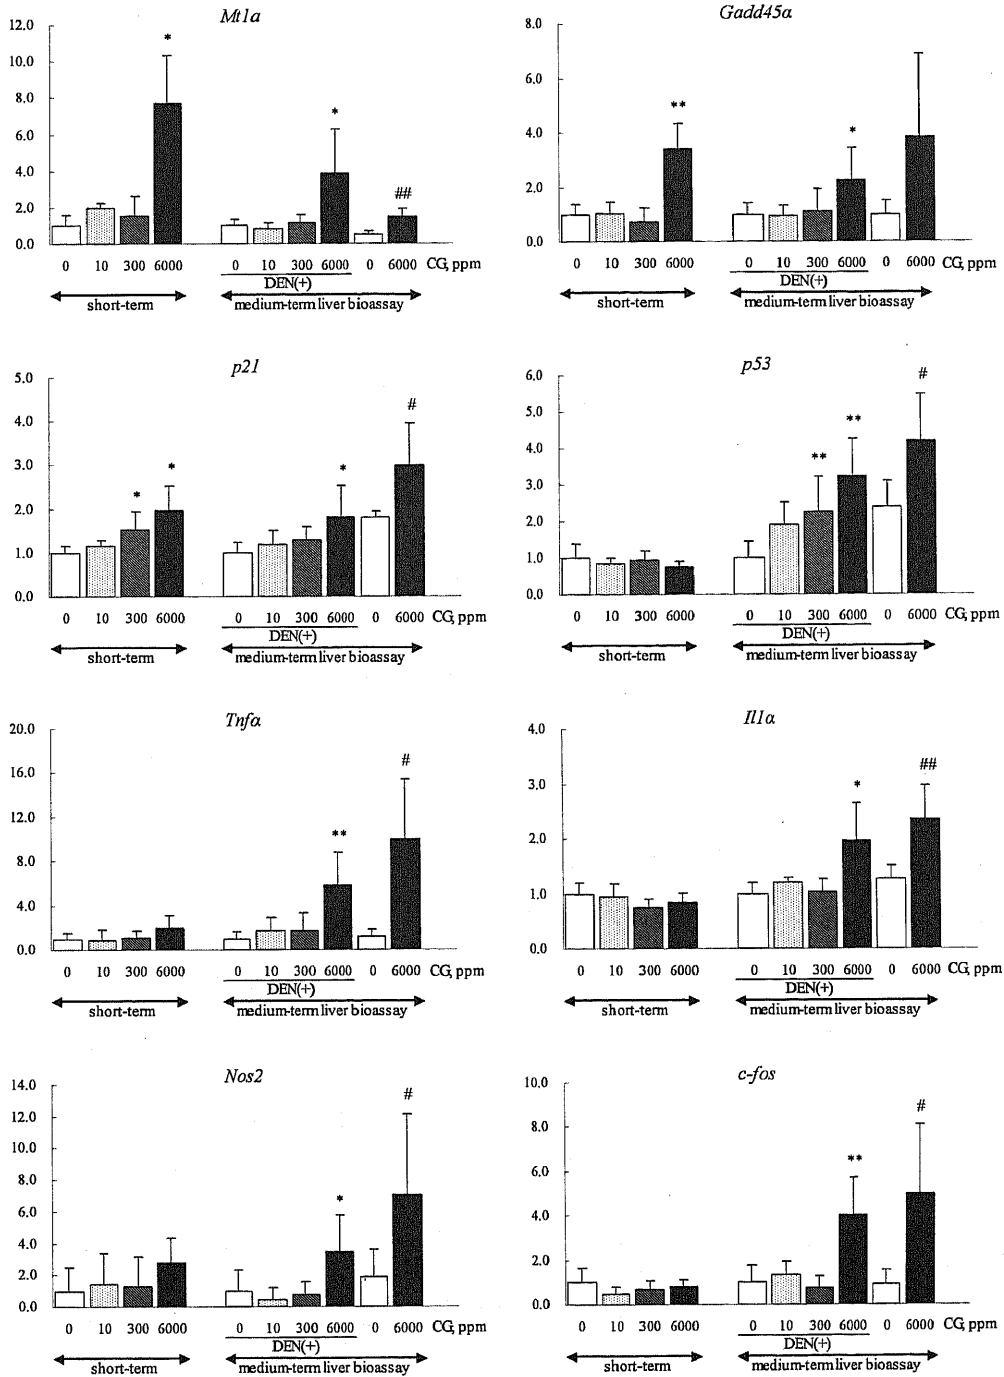 Mt1a
12.0
10.0
8.0
6.0
4.0
2.0
0.0
*
*
##
0 10 300 6000 0 10 300 6000 0 6000 CG, ppm
DEN(+)
short-term medium-term liver bioassay
Gadd45α
8.0
6.0
4.0
2.0
0.0
**
*
0 10 300 6000 0 10 300 6000 0 6000 CG, ppm
DEN(+)
short-term medium-term liver bioassay
p21
5.0
4.0
3.0
2.0
1.0
0.0
*
*
*
#
0 10 300 6000 0 10 300 6000 0 6000 CG, ppm
DEN(+)
short-term medium-term liver bioassay
p53
6.0
5.0
4.0
3.0
2.0
1.0
0.0
**
**
#
0 10 300 6000 0 10 300 6000 0 6000 CG, ppm
DEN(+)
short-term medium-term liver bioassay
Tnfα
20.0
16.0
12.0
8.0
4.0
0.0
**
#
0 10 300 6000 0 10 300 6000 0 6000 CG, ppm
DEN(+)
short-term medium-term liver bioassay
Il1α
4.0
3.0
2.0
1.0
0.0
*
##
0 10 300 6000 0 10 300 6000 0 6000 CG, ppm
DEN(+)
short-term medium-term liver bioassay
Nos2
14.0
12.0
10.0
8.0
6.0
4.0
2.0
0.0
*
#
0 10 300 6000 0 10 300 6000 0 6000 CG, ppm
DEN(+)
short-term medium-term liver bioassay
c-fos
10.0
8.0
6.0
4.0
2.0
0.0
**
#
0 10 300 6000 0 10 300 6000 0 6000 CG, ppm
DEN(+)
short-term medium-term liver bioassay